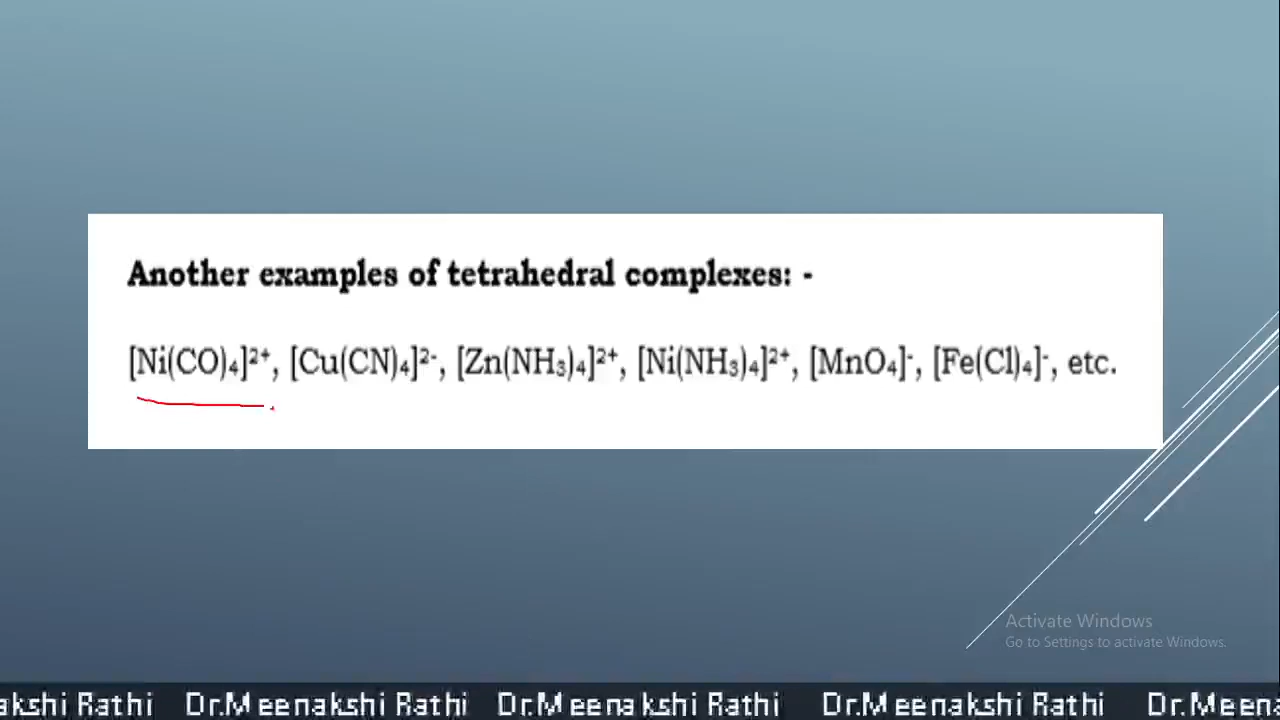 Another examples of tetrahedral complexes: -
[Ni(CO)₄]²⁺, [Cu(CN)₄]²⁻, [Zn(NH₃)₄]²⁺, [Ni(NH₃)₄]²⁺, [MnO₄]⁻, [Fe(Cl)₄]⁻, etc.
Activate Windows
Go to Settings to activate Windows.
akshi Rathi Dr.Meenakshi Rathi Dr.Meenakshi Rathi Dr.Meenakshi Rathi Dr.Meena